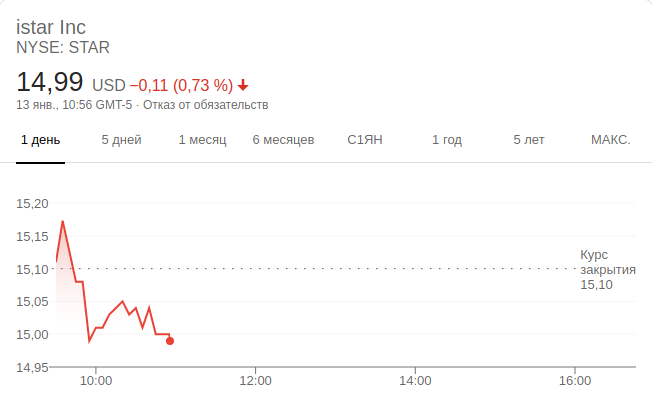 istar Inc
NYSE: STAR
14,99 USD −0,11 (0,73 %)
13 янв., 10:56 GMT-5 · Отказ от обязательств
1 день 5 дней 1 месяц 6 месяцев С1ЯН 1 год 5 лет МАКС.
15,20
15,15
15,10
15,05
15,00
14,95
Курс
закрытия
15,10
10:00 12:00 14:00 16:00